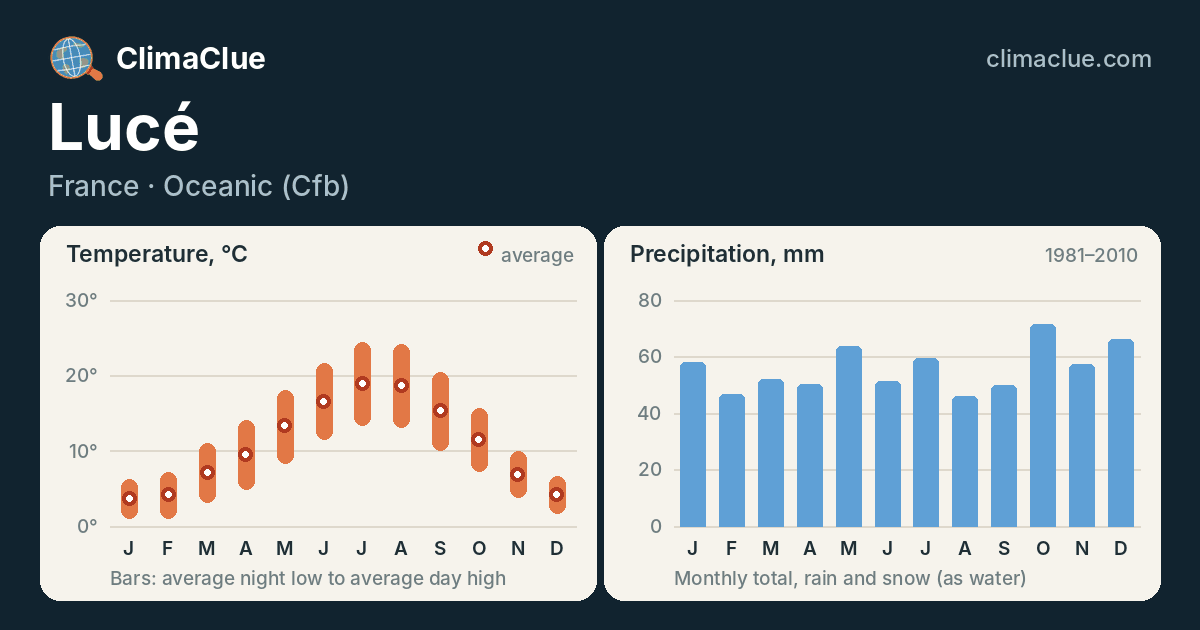 ClimaClue
climaclue.com
Lucé
France · Oceanic (Cfb)
Temperature, °C
average
30°
20°
10°
0°
J F M A M J J A S O N D
Bars: average night low to average day high
Precipitation, mm
1981–2010
80
60
40
20
0
J F M A M J J A S O N D
Monthly total, rain and snow (as water)